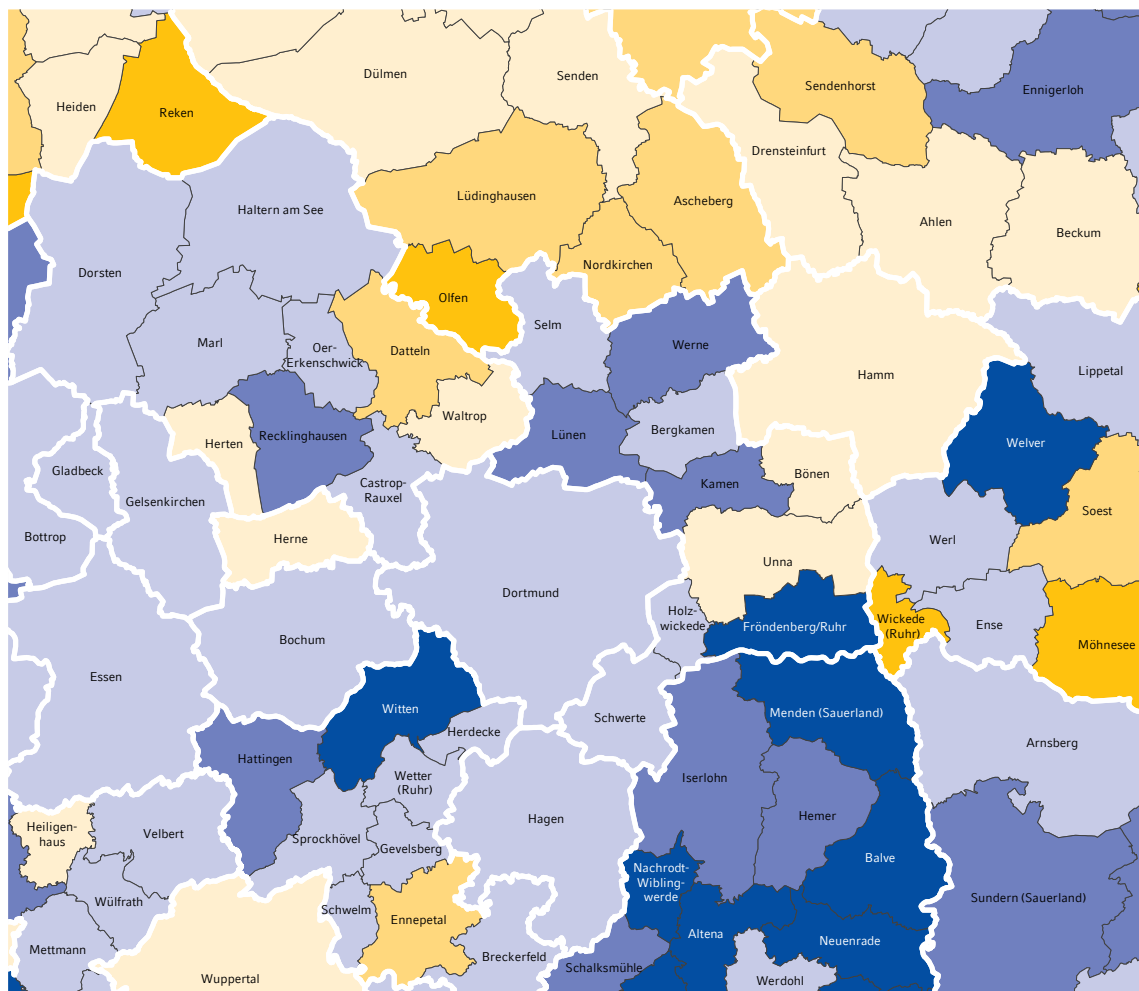 Dülmen
Senden
Sendenhorst
Ennigerloh
Heiden
Reken
Drensteinfurt
Lüdinghausen
Ascheberg
Haltern am See
Ahlen
Beckum
Dorsten
Nordkirchen
Olfen
Selm
Marl
Oer-
Erkenschwick
Datteln
Werne
Hamm
Lippetal
Waltrop
Herten
Recklinghausen
Lünen
Bergkamen
Welver
Gladbeck
Gelsenkirchen
Castrop-
Rauxel
Kamen
Bönen
Soest
Bottrop
Herne
Werl
Unna
Dortmund
Bochum
Holz-
wickede
Fröndenberg/Ruhr
Wickede
(Ruhr)
Ense
Möhnesee
Essen
Witten
Schwerte
Menden (Sauerland)
Herdecke
Arnsberg
Hattingen
Wetter
(Ruhr)
Iserlohn
Heiligen-
haus
Velbert
Sprockhövel
Gevelsberg
Hagen
Hemer
Balve
Nachrodt-
Wibling-
werde
Sundern (Sauerland)
Wülfrath
Schwelm
Ennepetal
Altena
Neuenrade
Mettmann
Wuppertal
Breckerfeld
Schalksmühle
Werdohl